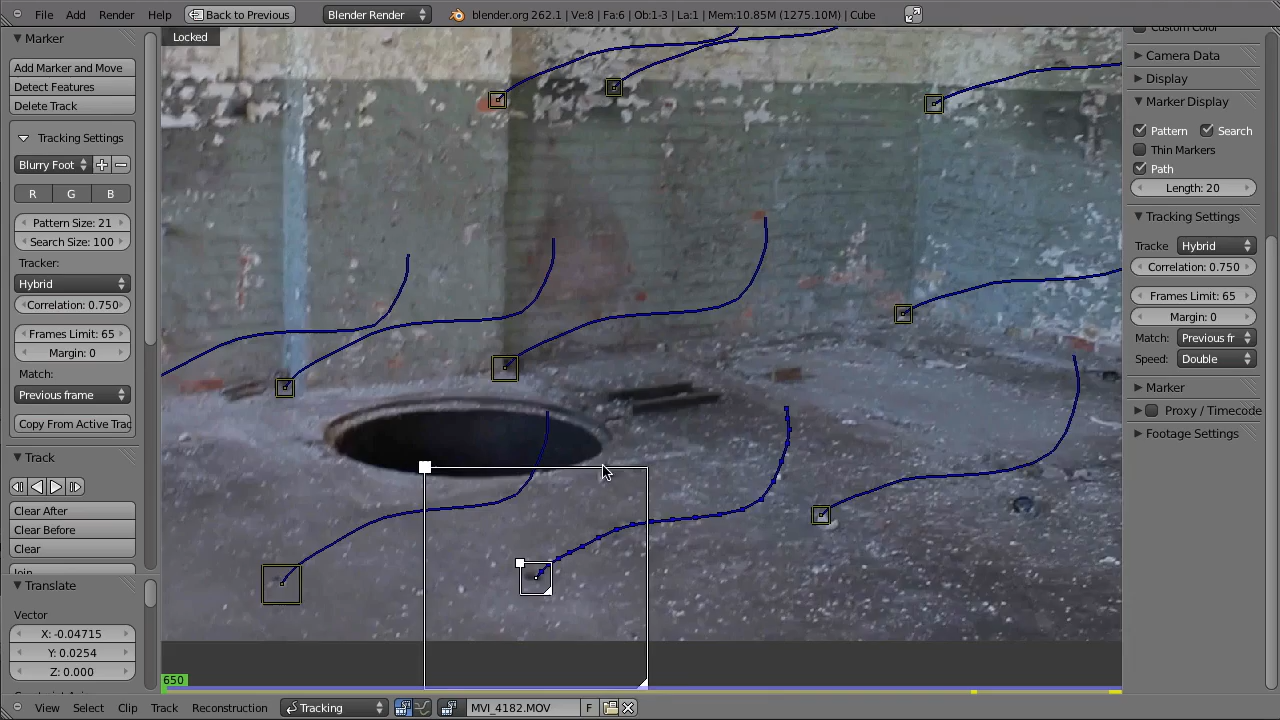 File Add Render Help Back to Previous Blender Render blender.org 262.1 | Ve:8 | Fa:6 | Ob:1-3 | La:1 | Mem:10.85M (1275.10M) | Cube
Marker
Add Marker and Move
Detect Features
Delete Track
Tracking Settings
Blurry Foot
R G B
Pattern Size: 21
Search Size: 100
Tracker:
Hybrid
Correlation: 0.750
Frames Limit: 65
Margin: 0
Match:
Previous frame
Copy From Active Trac
Track
Clear After
Clear Before
Clear
Join
Translate
Vector
X: -0.04715
Y: 0.0254
Z: 0.000
Locked
650
Custom Color
Camera Data
Display
Marker Display
Pattern Search
Thin Markers
Path
Length: 20
Tracking Settings
Tracke Hybrid
Correlation: 0.750
Frames Limit: 65
Margin: 0
Match: Previous fr
Speed: Double
Marker
Proxy / Timecode
Footage Settings
View Select Clip Track Reconstruction Tracking MVI_4182.MOV F